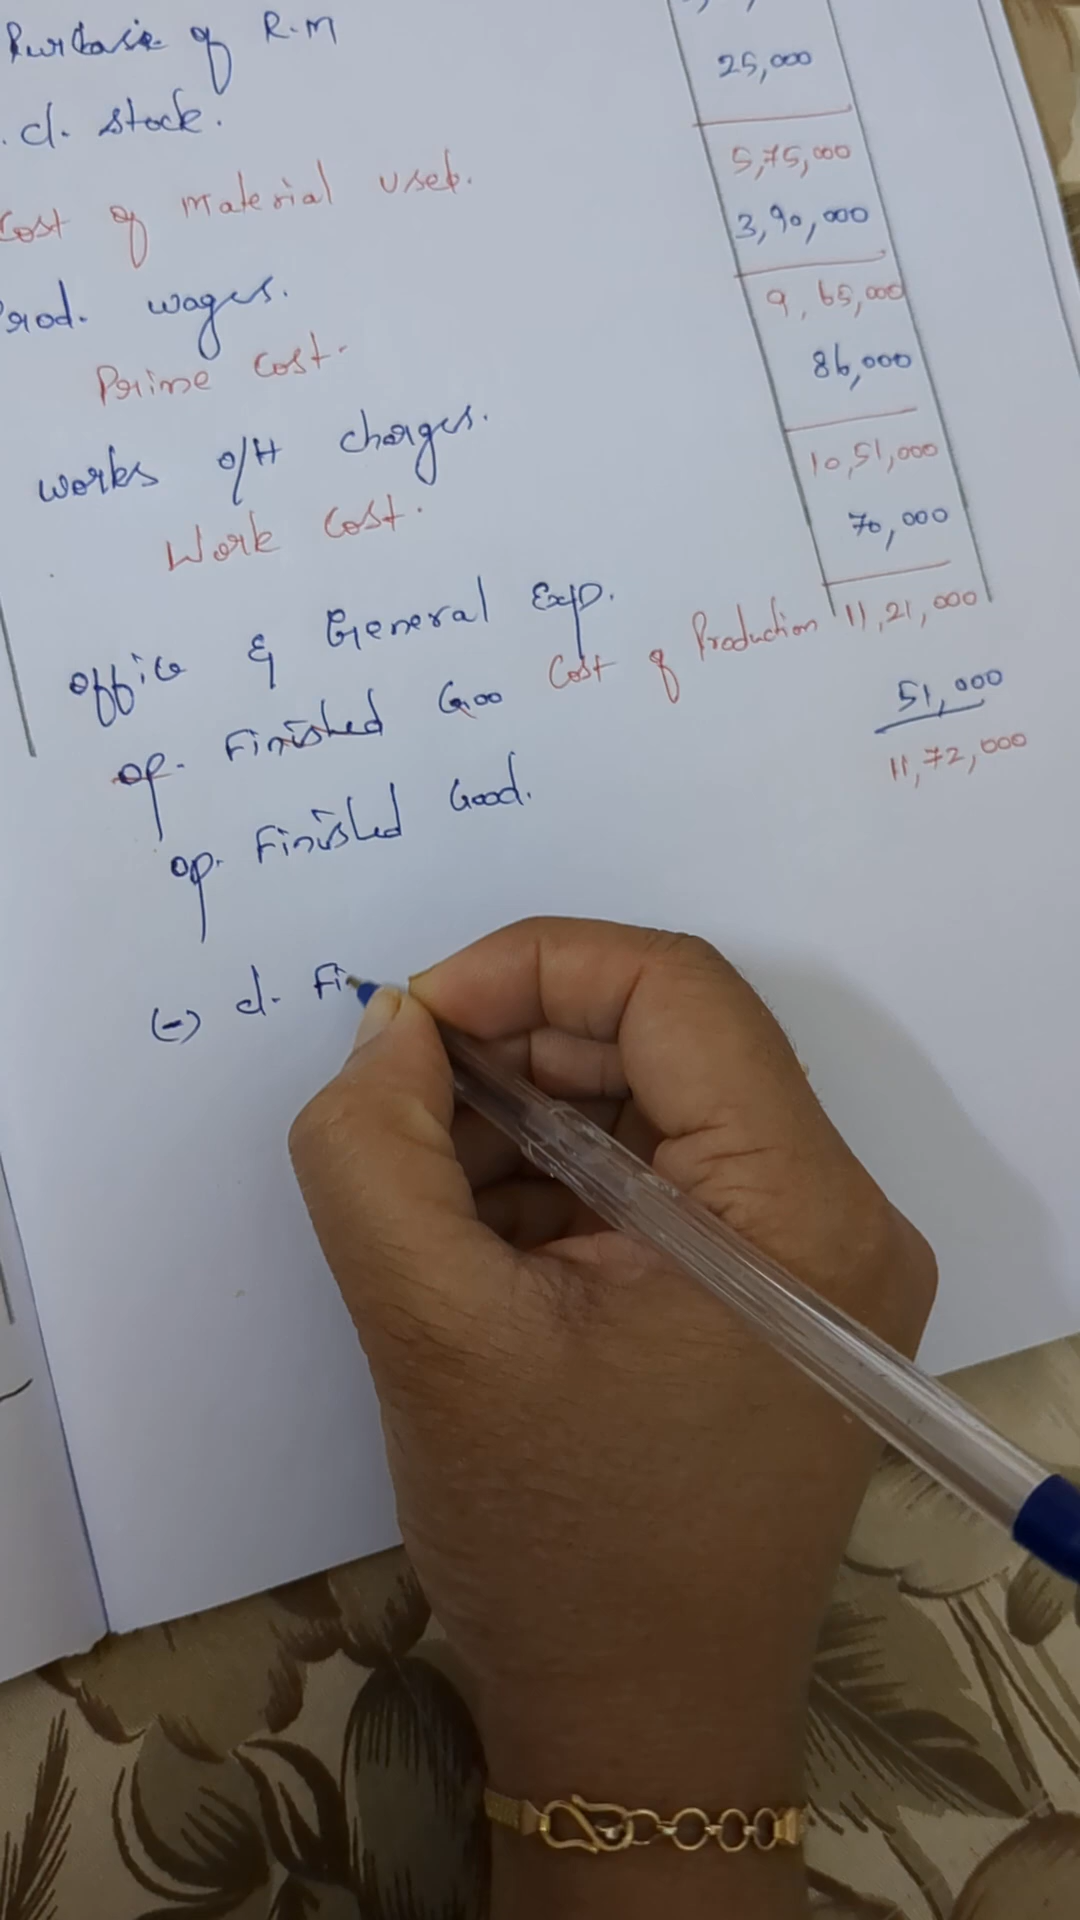 Purchase of R.M
25,000
. cl. stock.
Cost of material used. 5,75,000
Prod. wages. 3,90,000
Prime Cost. 9,65,000
works o/H charges. 86,000
Work Cost. 10,51,000
office & General Exp. 70,000
Cost of Production 11,21,000
op. Finished Goo
op. Finished Good. 51,000
11,72,000
(-) cl. Fi